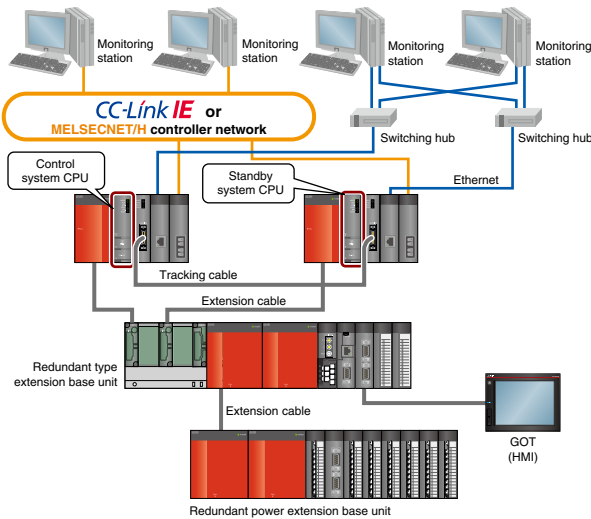 Monitoring
station
Monitoring
station
Monitoring
station
Monitoring
station
CC-Link IE or
MELSECNET/H controller network
Switching hub
Switching hub
Control
system CPU
Standby
system CPU
Ethernet
Tracking cable
Extension cable
Redundant type
extension base unit
Extension cable
GOT
(HMI)
Redundant power extension base unit